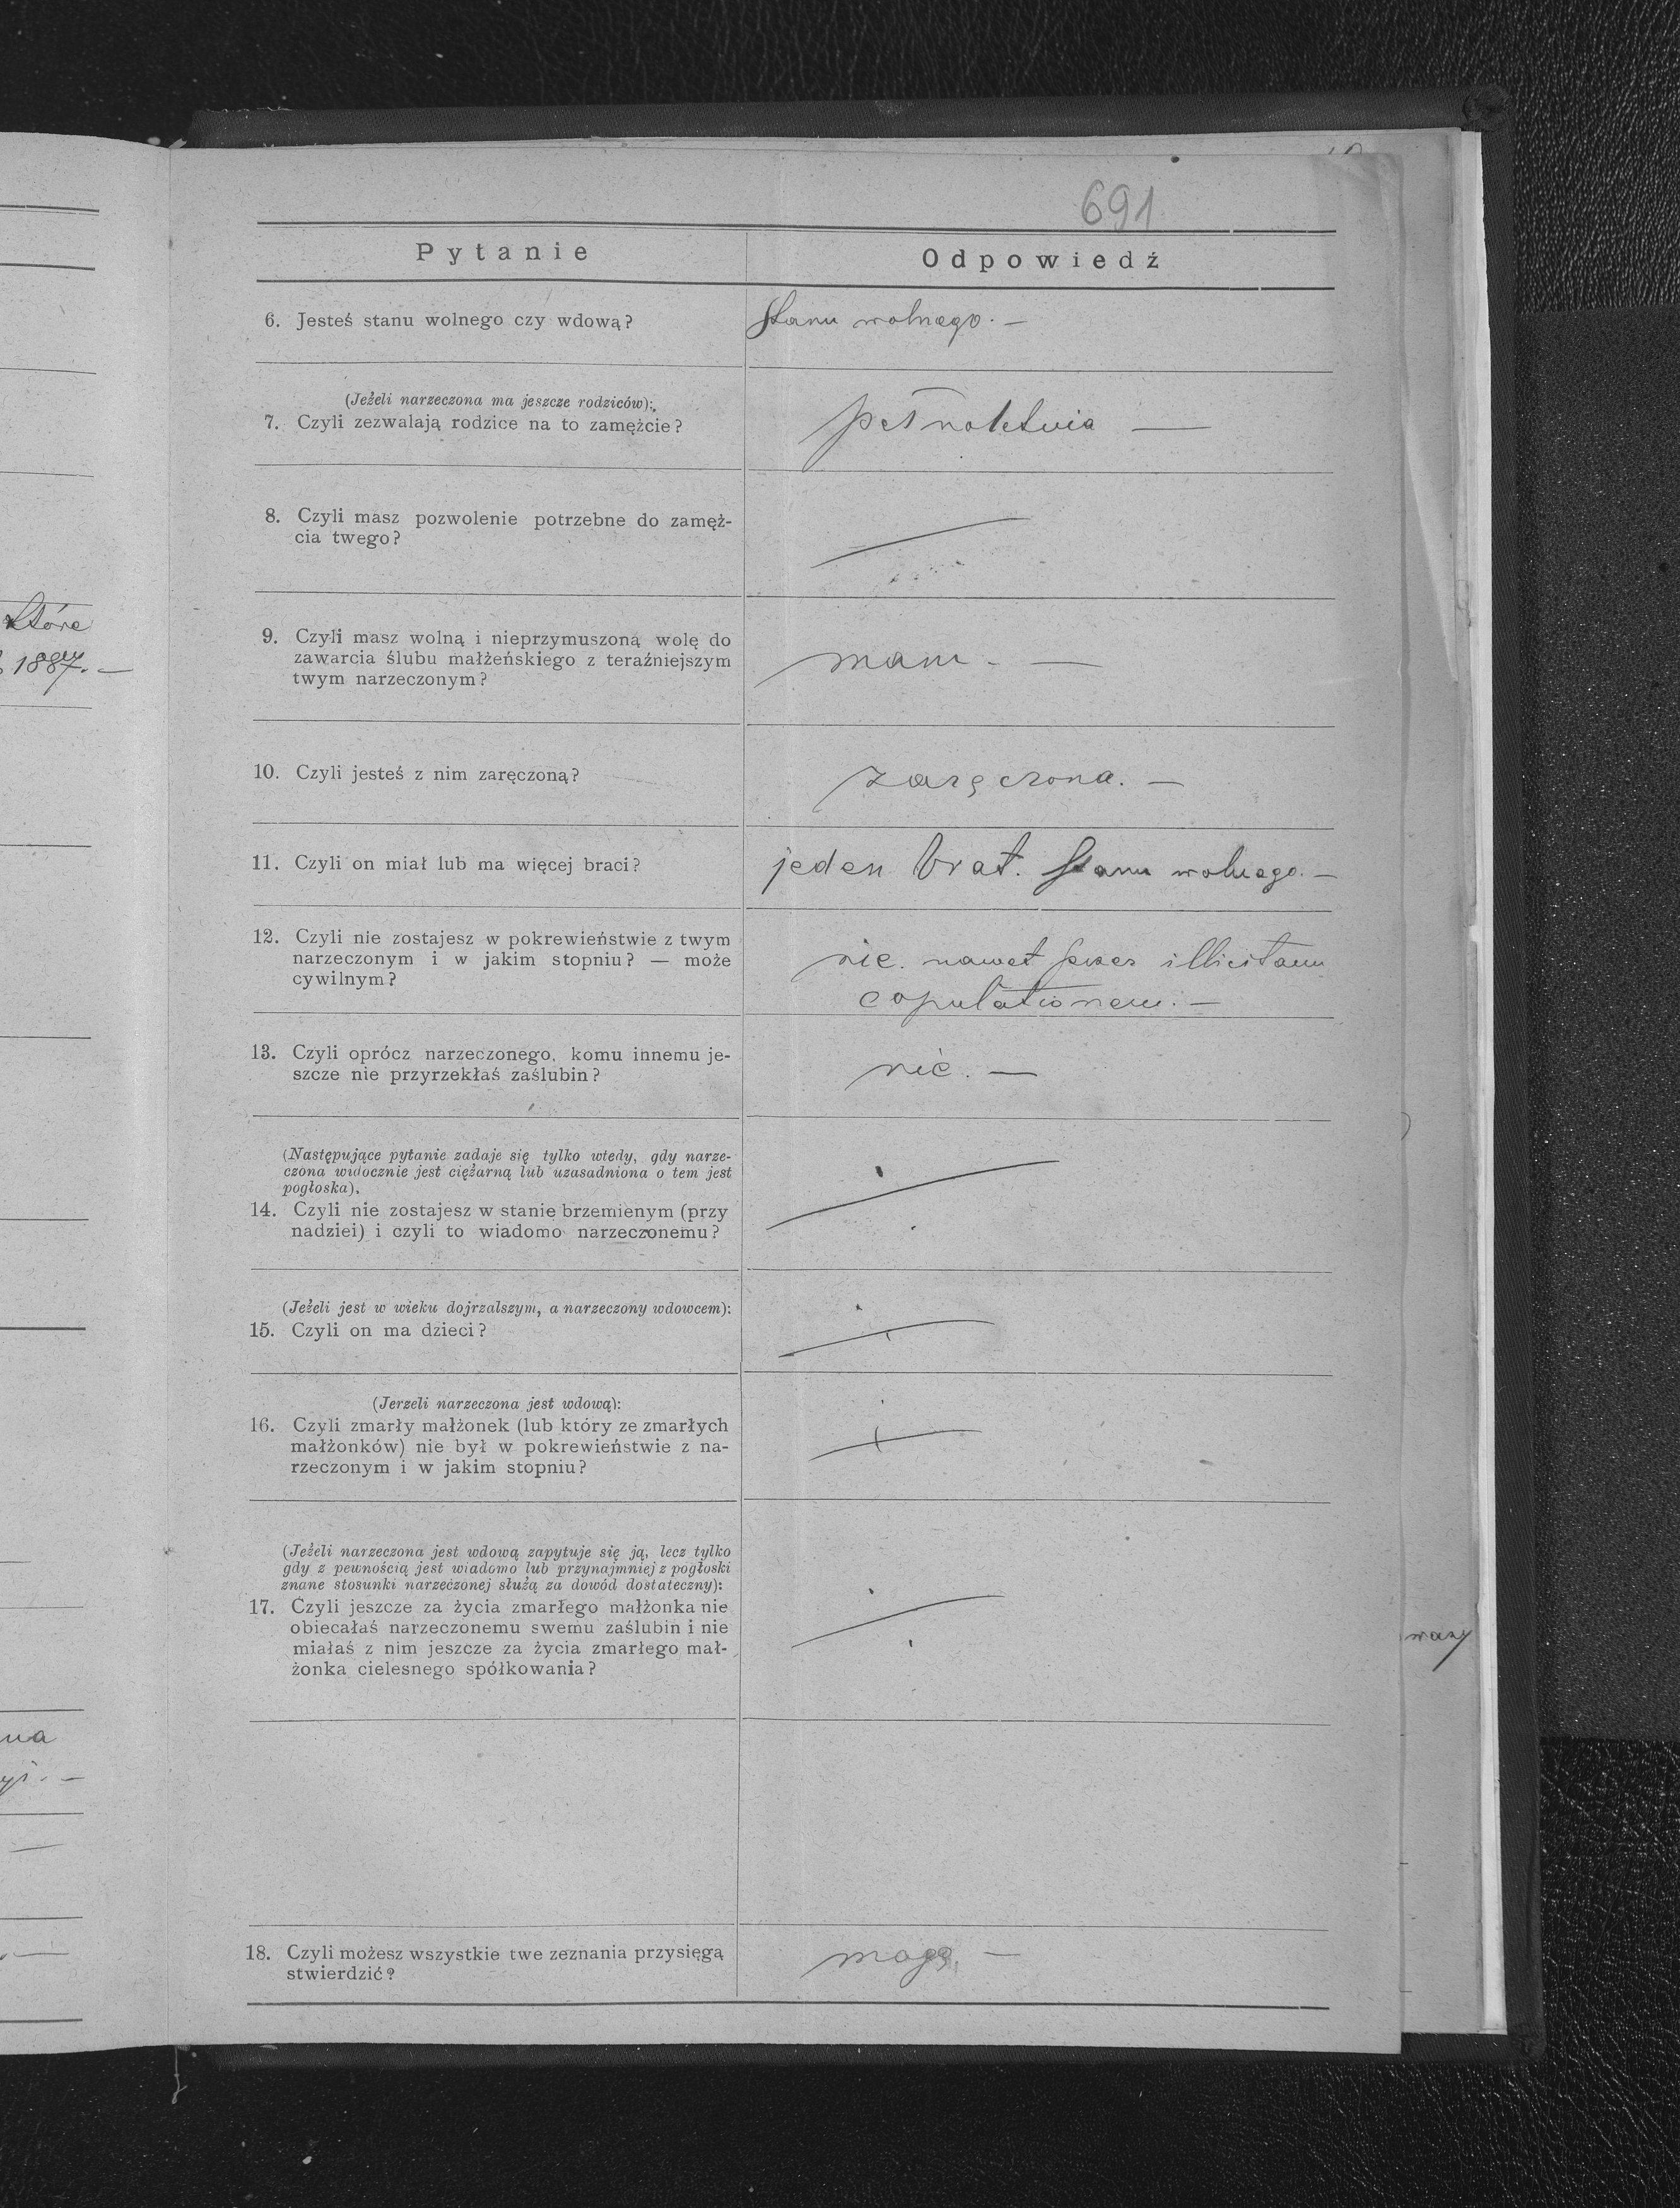 691
Pytanie Odpowiedź
6. Jesteś stanu wolnego czy wdową? Stanu wolnego. —
(Jeżeli narzeczona ma jeszcze rodziców):
7. Czyli zezwalają rodzice na to zamężcie? pełnoletnia —
8. Czyli masz pozwolenie potrzebne do zamęż-
cia twego?
9. Czyli masz wolną i nieprzymuszoną wolę do
zawarcia ślubu małżeńskiego z teraźniejszym mam. —
twym narzeczonym?
10. Czyli jesteś z nim zaręczoną? zaręczona. —
11. Czyli on miał lub ma więcej braci? jeden brat. Stanu wolnego. —
12. Czyli nie zostajesz w pokrewieństwie z twym
narzeczonym i w jakim stopniu? — może nie. nawet przez illicitam
cywilnym? copulationem. —
13. Czyli oprócz narzeczonego, komu innemu je-
szcze nie przyrzekłaś zaślubin? nie. —
(Następujące pytanie zadaje się tylko wtedy, gdy narze-
czona widocznie jest ciężarną lub uzasadniona o tem jest
pogłoska),
14. Czyli nie zostajesz w stanie brzemienym (przy
nadziei) i czyli to wiadomo narzeczonemu?
(Jeżeli jest w wieku dojrzalszym, a narzeczony wdowcem):
15. Czyli on ma dzieci?
(Jerzeli narzeczona jest wdową):
16. Czyli zmarły małżonek (lub który ze zmarłych
małżonków) nie był w pokrewieństwie z na-
rzeczonym i w jakim stopniu?
(Jeżeli narzeczona jest wdową zapytuje się ją, lecz tylko
gdy z pewnością jest wiadomo lub przynajmniej z pogłoski
znane stosunki narzeczonej służą za dowód dostateczny):
17. Czyli jeszcze za życia zmarłego małżonka nie
obiecałaś narzeczonemu swemu zaślubin i nie
miałaś z nim jeszcze za życia zmarłego mał-
żonka cielesnego spółkowania?
18. Czyli możesz wszystkie twe zeznania przysięgą mogę. —
stwierdzić?
które
1887. —